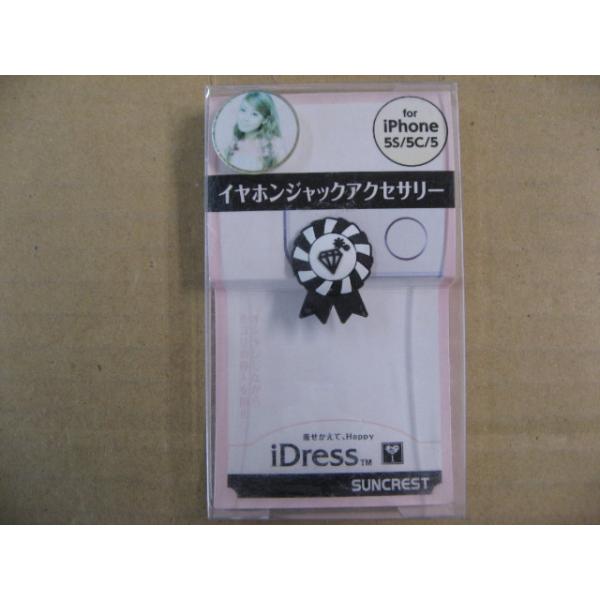 for
iPhone
5S/5C/5
イヤホンジャックアクセサリー
着せかえて、Happy
iDress™
SUNCREST